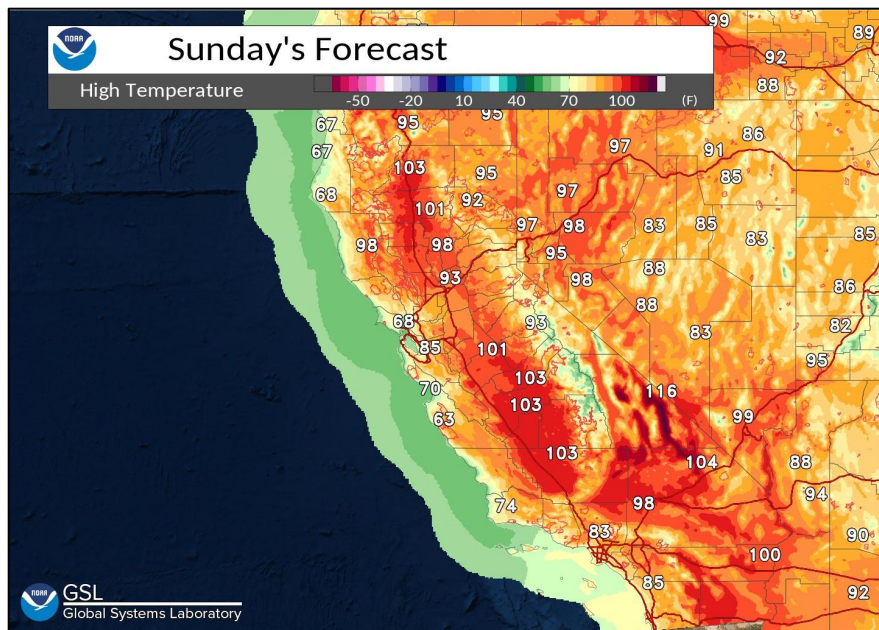 NOAA
Sunday's Forecast
High Temperature
-50 -20 10 40 70 100 (F)
99
89
92
88
67 95 95
86
67 97 91
103 95 85
68 97
92
101
97 98 83 85 83 85
98 98 95
88
93 98 86
88
68 93 82
83
85 101 95
70 103 116
103
63 99
103 104 88
94
74 98
83 90
100
85 92
NOAA
GSL
Global Systems Laboratory